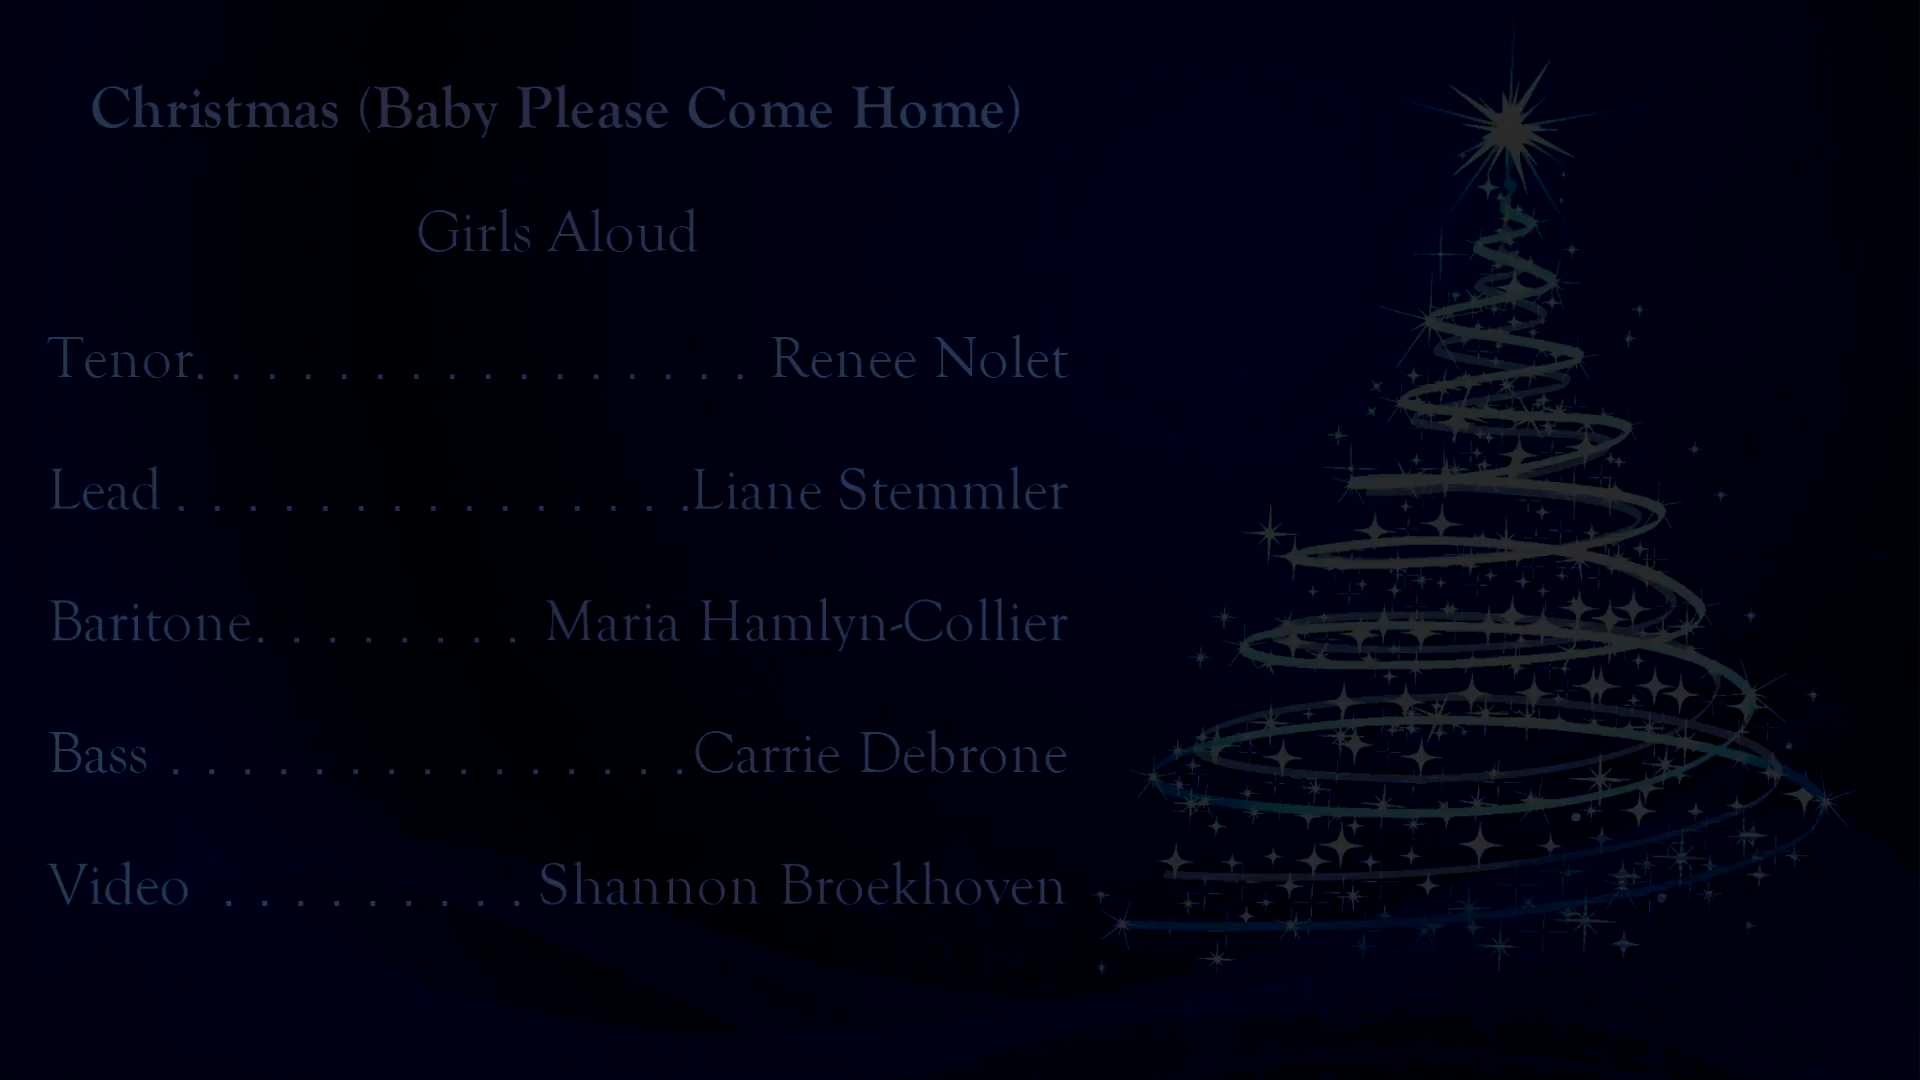 Christmas (Baby Please Come Home)
Girls Aloud
Tenor. . . . . . . . . . . . . . . . Renee Nolet
Lead . . . . . . . . . . . . . . .Liane Stemmler
Baritone. . . . . . . . Maria Hamlyn-Collier
Bass . . . . . . . . . . . . . . .Carrie Debrone
Video . . . . . . . . . Shannon Broekhoven